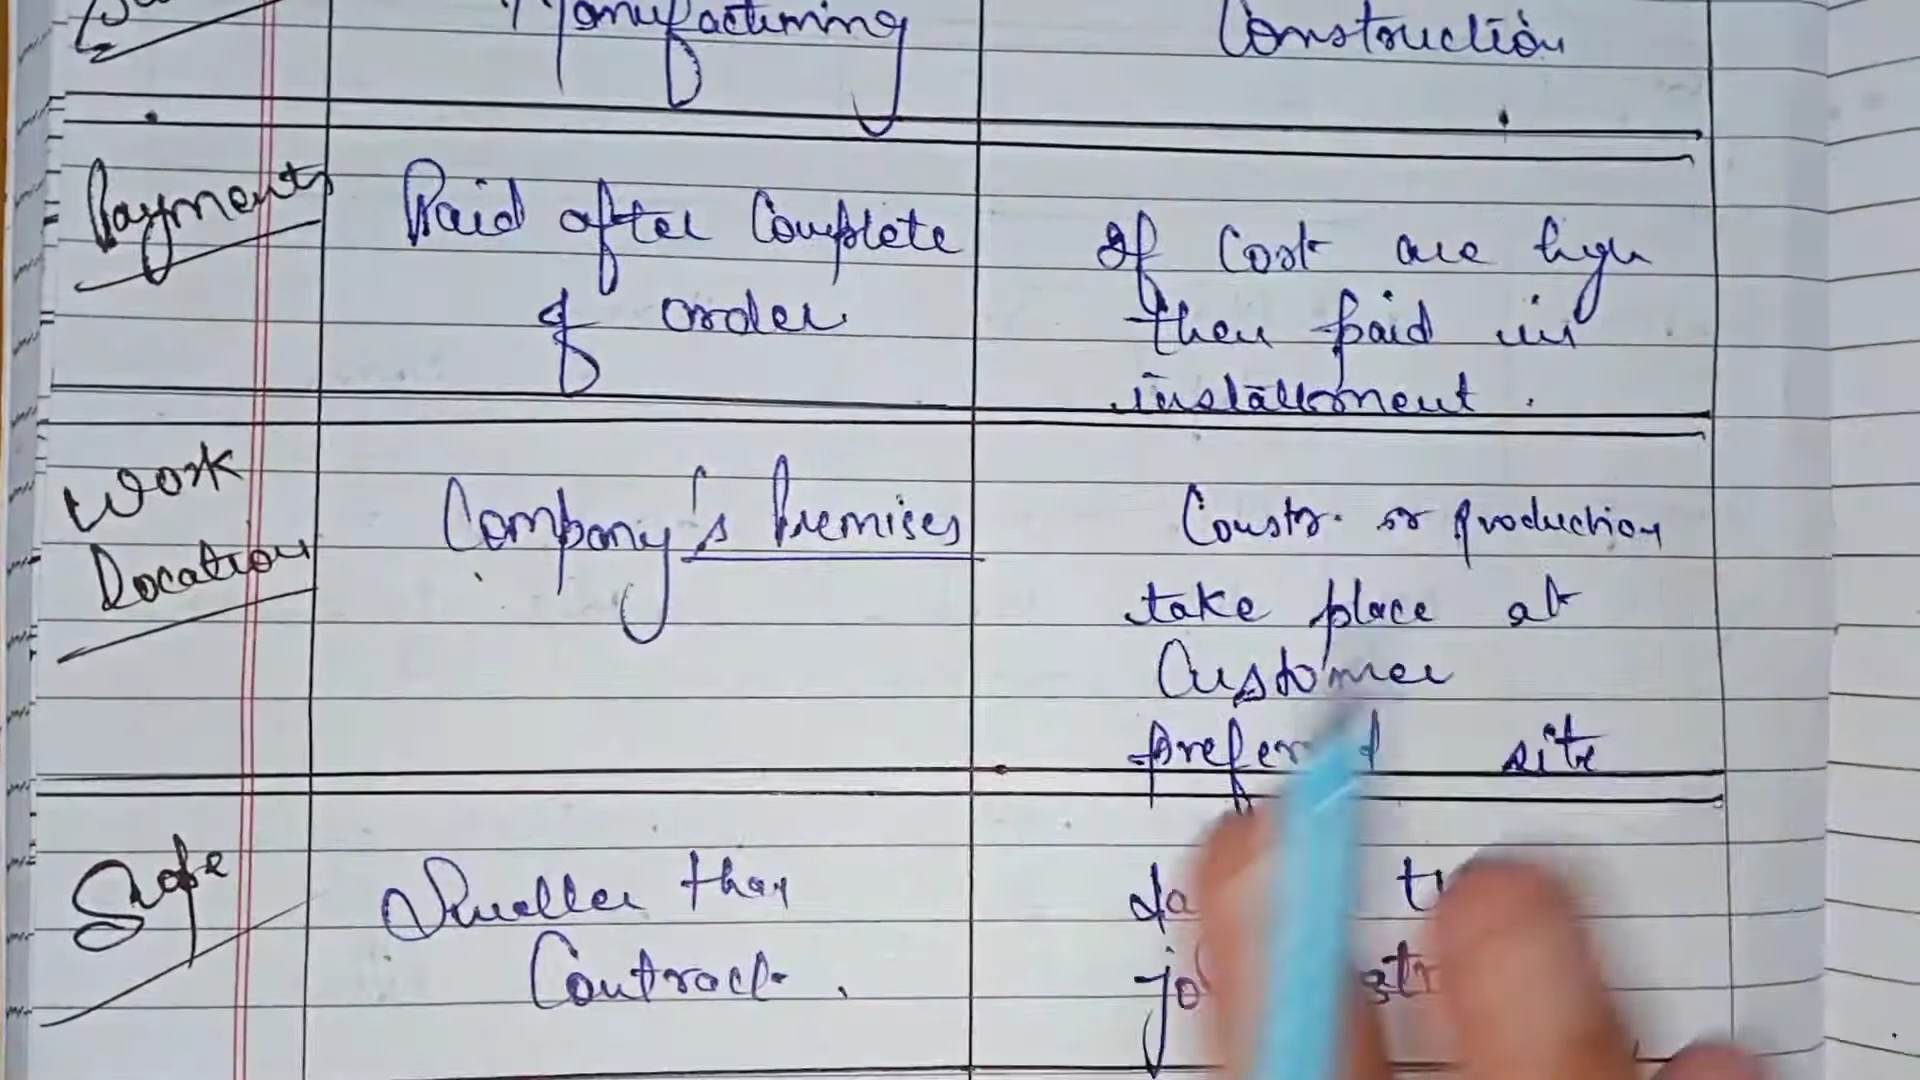 Manufacturing
Construction
Payments
Paid after Complete
of order
If Cost are high
then paid in
installment.
Work
Location
Company's Premises
Constr. or production
take place at
Customer
preferred site
Smaller than
Contract.